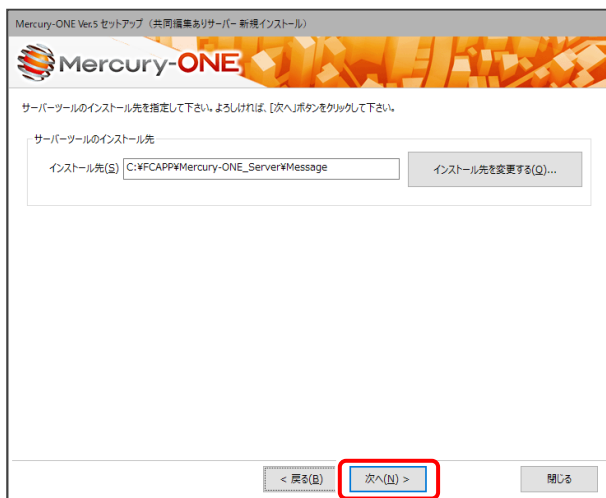 Mercury-ONE Ver.5 セットアップ（共同編集ありサーバー 新規インストール）
Mercury-ONE
サーバーツールのインストール先を指定して下さい。よろしければ、[次へ]ボタンをクリックして下さい。
サーバーツールのインストール先
インストール先(S) C:¥FCAPP¥Mercury-ONE_Server¥Message インストール先を変更する(Q)...
< 戻る(B) 次へ(N) > 閉じる